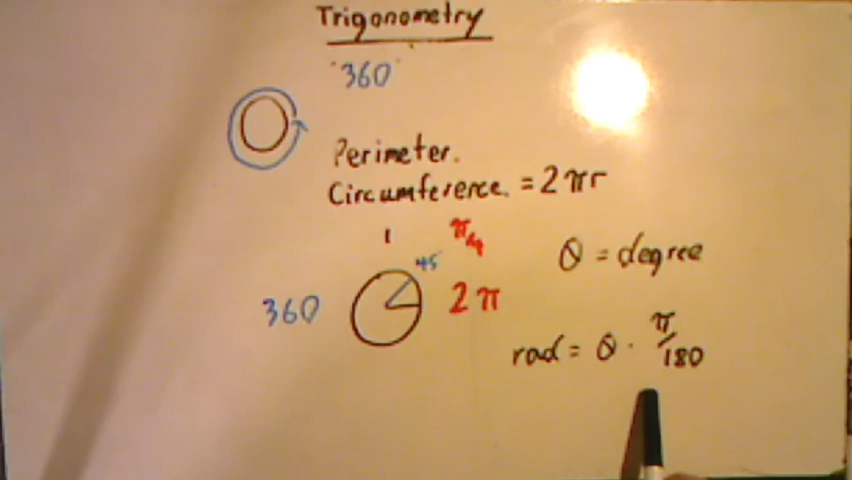 Trigonometry
360
Perimeter.
Circumference. = 2πr
1
π/4
45
360
2π
θ = degree
rad = θ · π/180